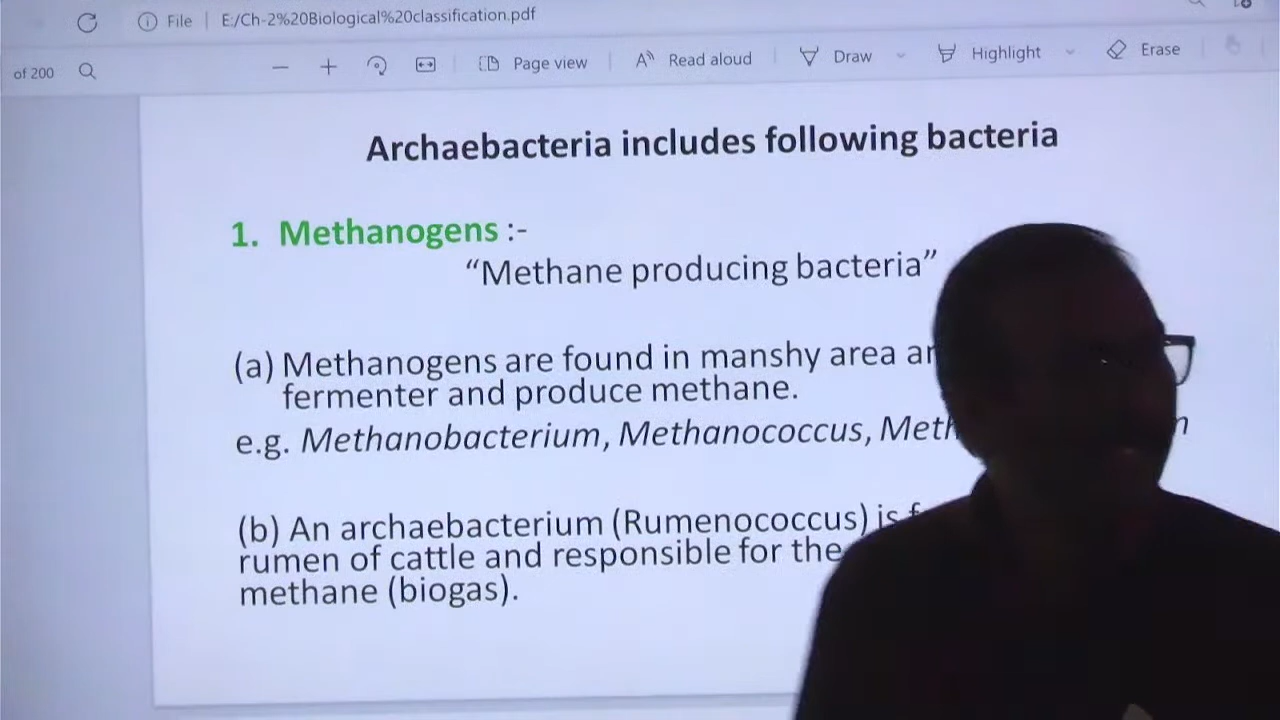 File | E:/Ch-2%20Biological%20classification.pdf
of 200 Page view Read aloud Draw Highlight Erase
Archaebacteria includes following bacteria
1. Methanogens :-
“Methane producing bacteria”
(a) Methanogens are found in manshy area
fermenter and produce methane.
e.g. Methanobacterium, Methanococcus,
(b) An archaebacterium (Rumenococcus) is
rumen of cattle and responsible for the
methane (biogas).